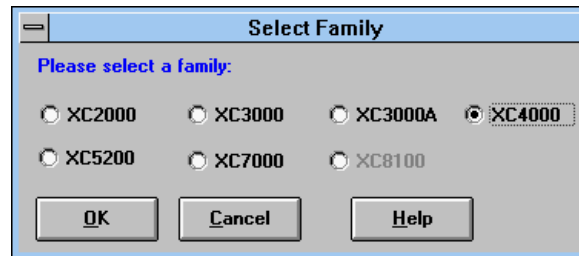 Select Family
Please select a family:
XC2000 XC3000 XC3000A XC4000
XC5200 XC7000 XC8100
OK Cancel Help